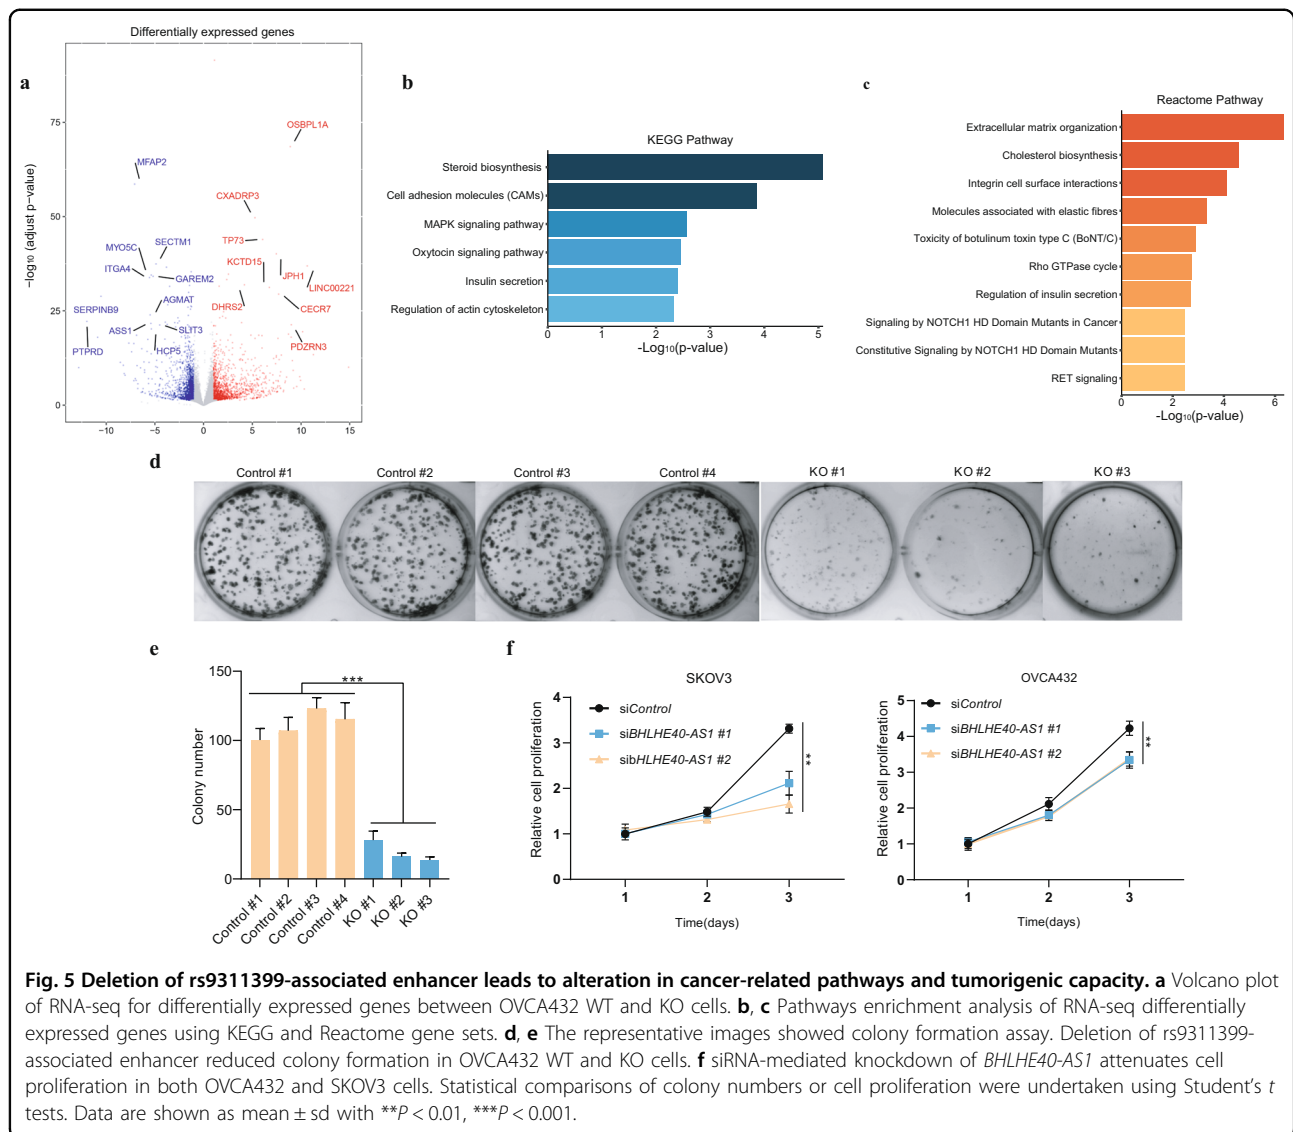 Differentially expressed genes
a
−log₁₀ (adjust p−value)
75
50
25
0
−10
−5
0
5
10
15
OSBPL1A
MFAP2
CXADRP3
TP73
MYO5C
SECTM1
ITGA4
GAREM2
KCTD15
JPH1
LINC00221
DHRS2
CECR7
AGMAT
SERPINB9
ASS1
SLIT3
PTPRD
HCP5
PDZRN3
b
KEGG Pathway
Steroid biosynthesis
Cell adhesion molecules (CAMs)
MAPK signaling pathway
Oxytocin signaling pathway
Insulin secretion
Regulation of actin cytoskeleton
0 1 2 3 4 5
-Log₁₀(p-value)
c
Reactome Pathway
Extracellular matrix organization
Cholesterol biosynthesis
Integrin cell surface interactions
Molecules associated with elastic fibres
Toxicity of botulinum toxin type C (BoNT/C)
Rho GTPase cycle
Regulation of insulin secretion
Signaling by NOTCH1 HD Domain Mutants in Cancer
Constitutive Signaling by NOTCH1 HD Domain Mutants
RET signaling
0 2 4 6
-Log₁₀(p-value)
d
Control #1 Control #2 Control #3 Control #4 KO #1 KO #2 KO #3
e
Colony number
150
100
50
0
***
Control #1
Control #2
Control #3
Control #4
KO #1
KO #2
KO #3
f
SKOV3
Relative cell proliferation
4
3
2
1
0
siControl
siBHLHE40-AS1 #1
sibHLHE40-AS1 #2
**
1 2 3
Time(days)
OVCA432
Relative cell proliferation
5
4
3
2
1
0
siControl
siBHLHE40-AS1 #1
siBHLHE40-AS1 #2
**
1 2 3
Time(days)
Fig. 5 Deletion of rs9311399-associated enhancer leads to alteration in cancer-related pathways and tumorigenic capacity. a Volcano plot
of RNA-seq for differentially expressed genes between OVCA432 WT and KO cells. b, c Pathways enrichment analysis of RNA-seq differentially
expressed genes using KEGG and Reactome gene sets. d, e The representative images showed colony formation assay. Deletion of rs9311399-
associated enhancer reduced colony formation in OVCA432 WT and KO cells. f siRNA-mediated knockdown of BHLHE40-AS1 attenuates cell
proliferation in both OVCA432 and SKOV3 cells. Statistical comparisons of colony numbers or cell proliferation were undertaken using Student's t
tests. Data are shown as mean ± sd with **P < 0.01, ***P < 0.001.